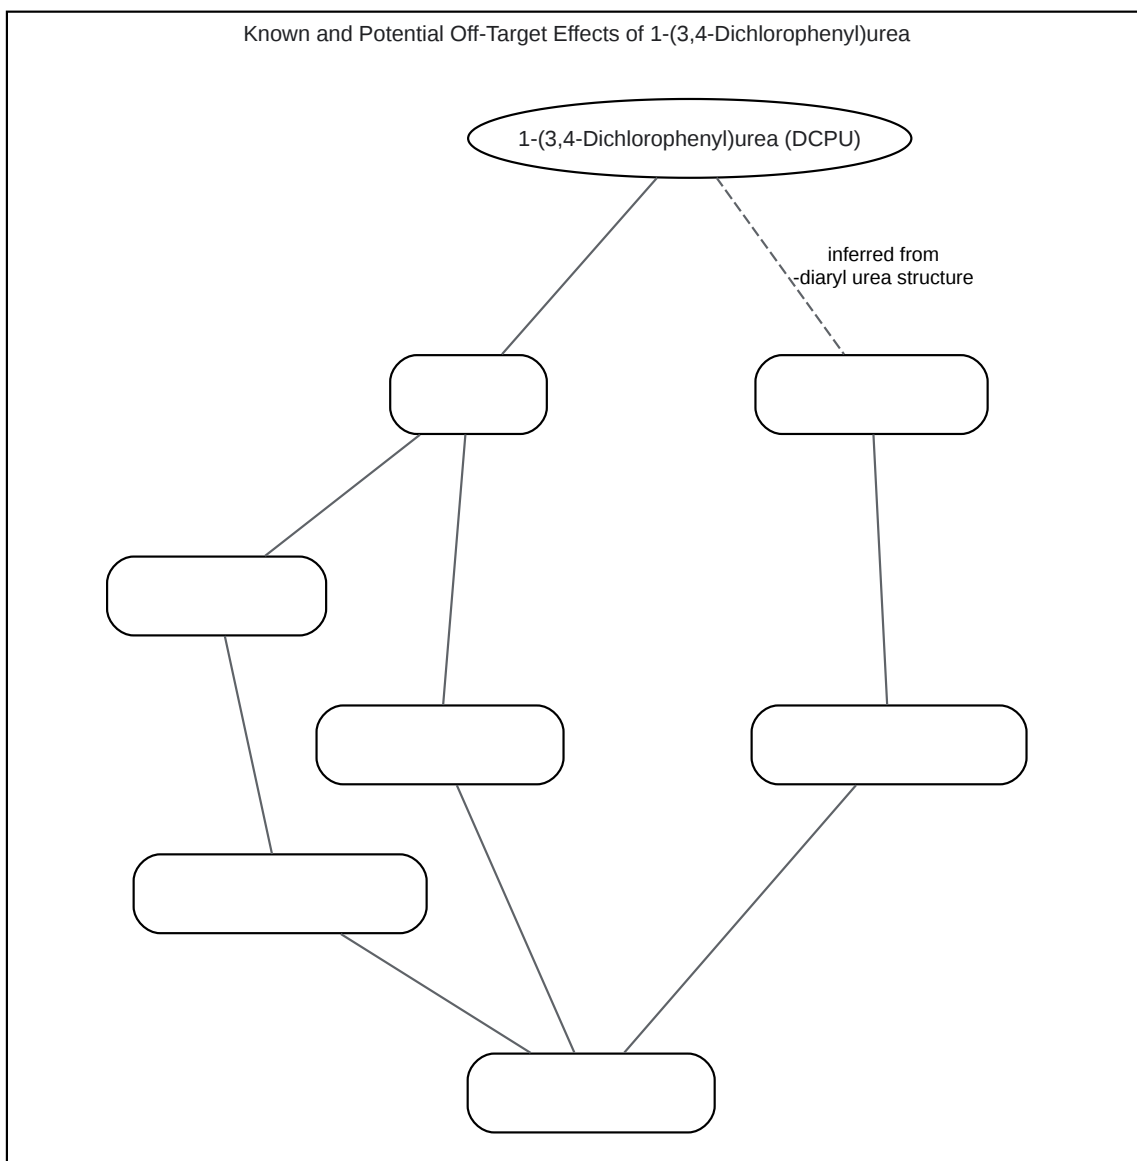 Known and Potential Off-Target Effects of 1-(3,4-Dichlorophenyl)urea
1-(3,4-Dichlorophenyl)urea (DCPU)
inferred from
-diaryl urea structure